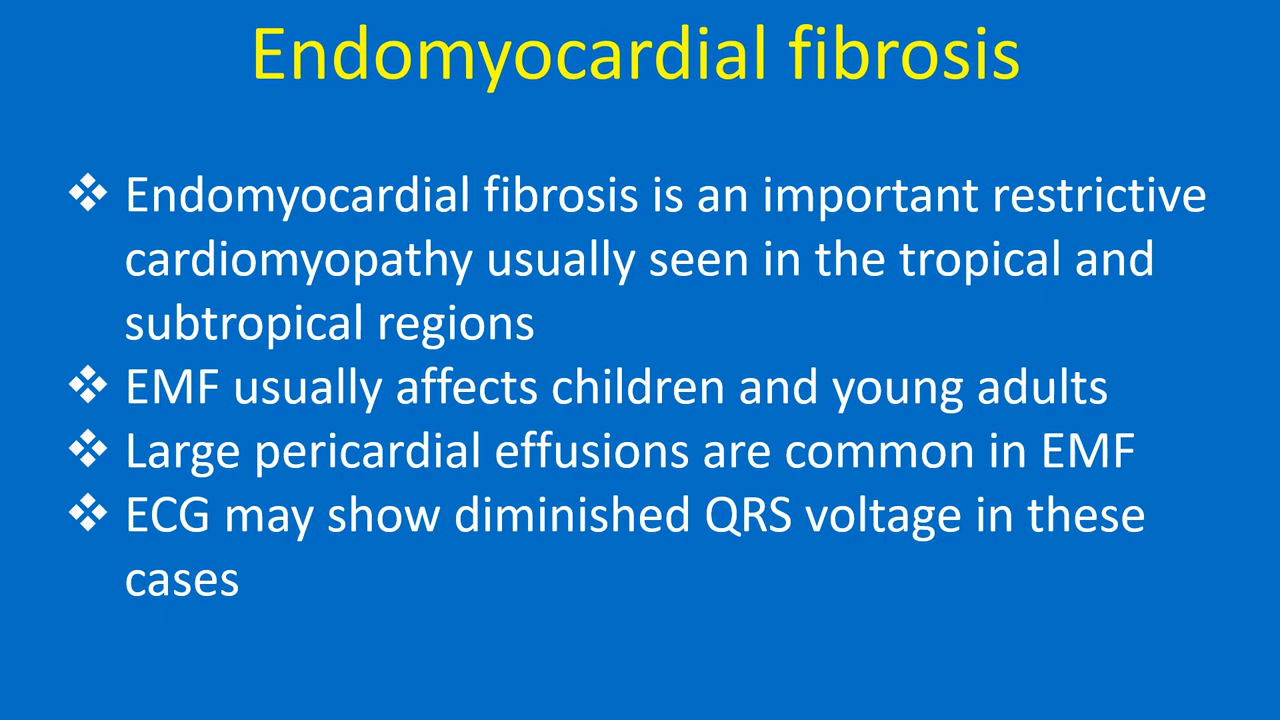 Endomyocardial fibrosis
❖ Endomyocardial fibrosis is an important restrictive
cardiomyopathy usually seen in the tropical and
subtropical regions
❖ EMF usually affects children and young adults
❖ Large pericardial effusions are common in EMF
❖ ECG may show diminished QRS voltage in these
cases